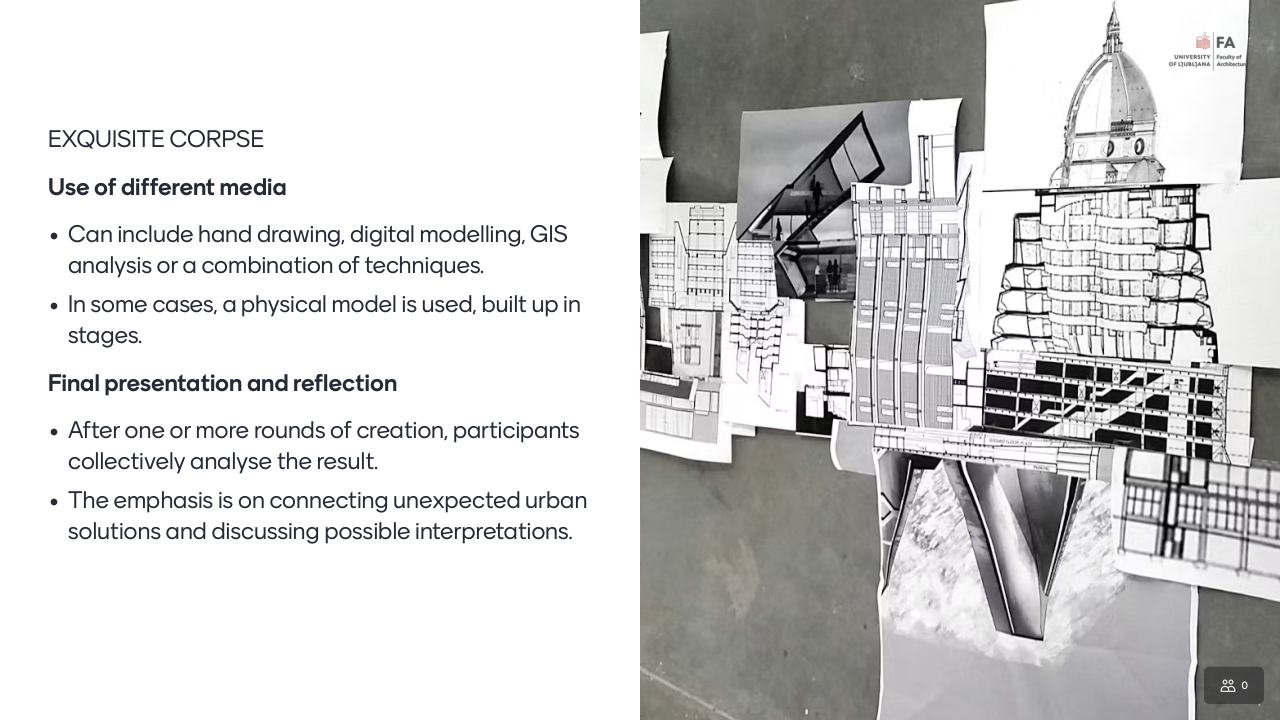 EXQUISITE CORPSE
Use of different media
• Can include hand drawing, digital modelling, GIS
analysis or a combination of techniques.
• In some cases, a physical model is used, built up in
stages.
Final presentation and reflection
• After one or more rounds of creation, participants
collectively analyse the result.
• The emphasis is on connecting unexpected urban
solutions and discussing possible interpretations.
UNIVERSITY
OF LJUBLJANA
FA
Faculty of
Architecture
0